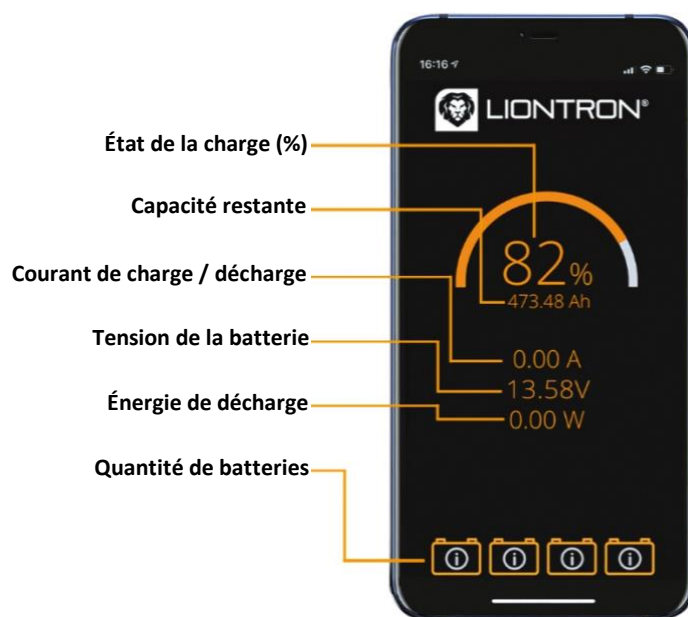 16:16
LIONTRON®
État de la charge (%)
Capacité restante
82%
473.48 Ah
Courant de charge / décharge
0.00 A
Tension de la batterie
13.58V
Énergie de décharge
0.00 W
Quantité de batteries
i i i i